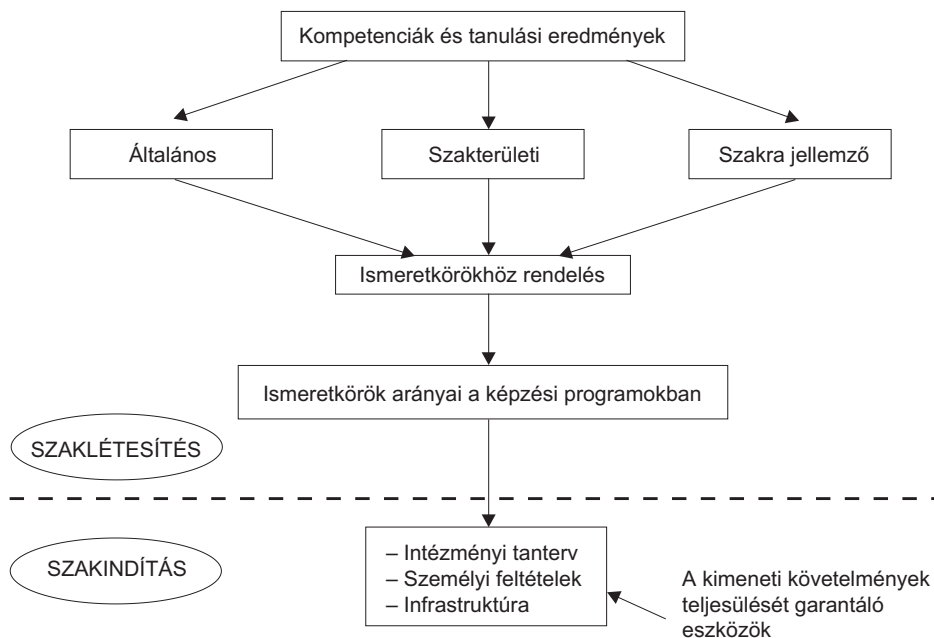 Kompetenciák és tanulási eredmények
Általános
Szakterületi
Szakra jellemző
Ismeretkörökhöz rendelés
Ismeretkörök arányai a képzési programokban
SZAKLÉTESÍTÉS
SZAKINDÍTÁS
– Intézményi tanterv
– Személyi feltételek
– Infrastruktúra
A kimeneti követelmények
teljesülését garantáló
eszközök